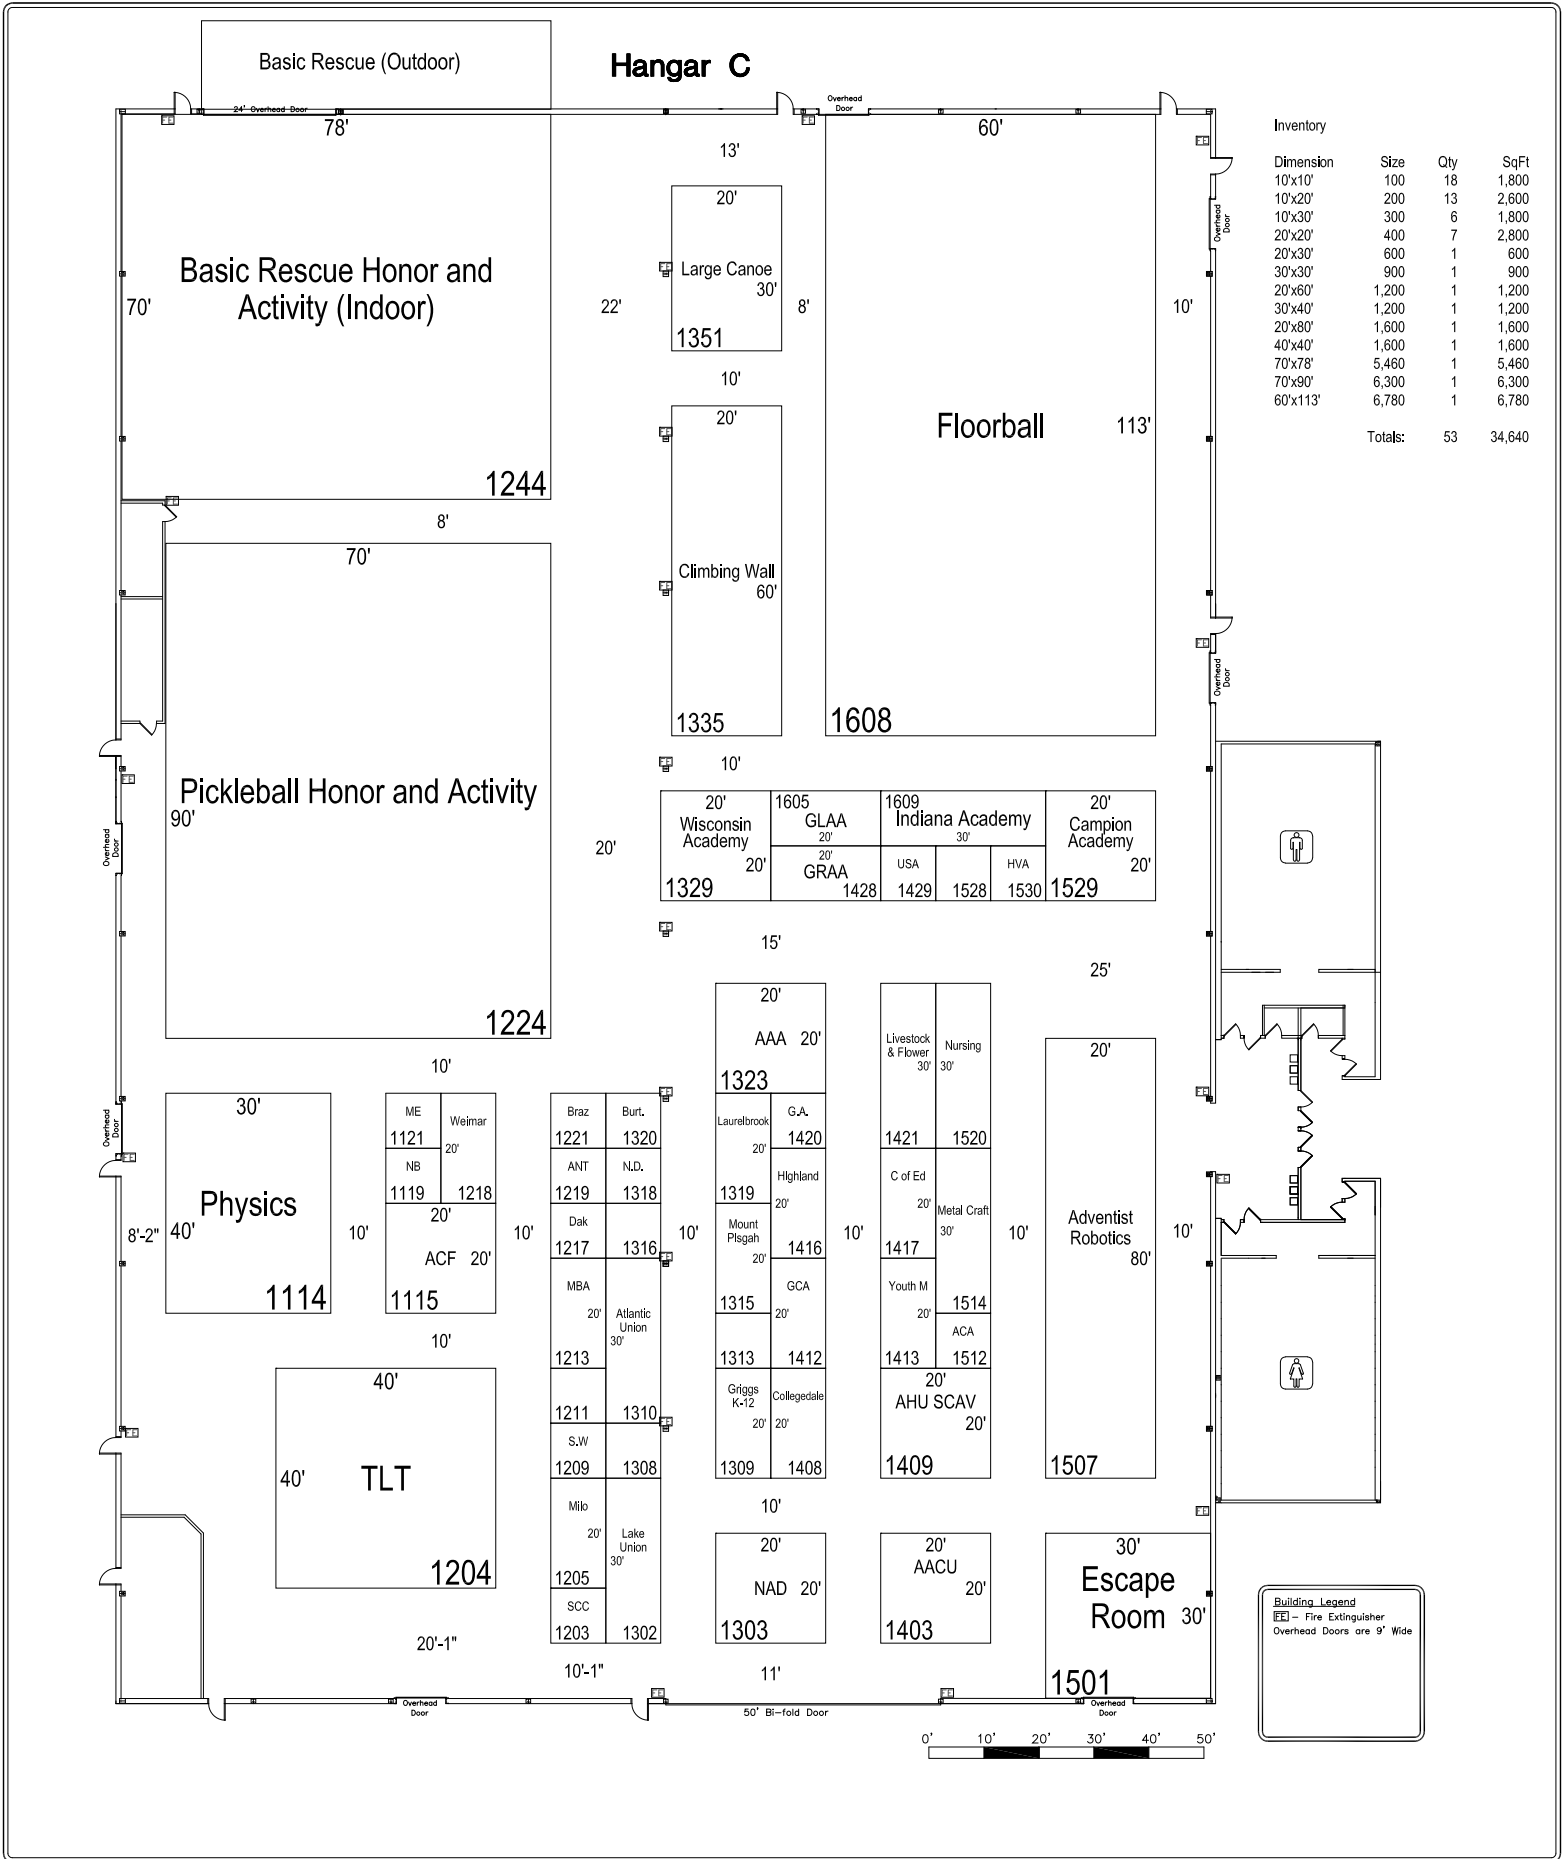 Basic Rescue (Outdoor)
Hangar C
24' Overhead Door
Overhead
Door
78'
Basic Rescue Honor and
Activity (Indoor)
70'
1244
13'
20'
Large Canoe
30'
1351
22'
8'
10'
60'
Floorball
113'
1608
10'
Overhead
Door
Inventory
Dimension Size Qty SqFt
10'x10' 100 18 1,800
10'x20' 200 13 2,600
10'x30' 300 6 1,800
20'x20' 400 7 2,800
20'x30' 600 1 600
30'x30' 900 1 900
20'x60' 1,200 1 1,200
30'x40' 1,200 1 1,200
20'x80' 1,600 1 1,600
40'x40' 1,600 1 1,600
70'x78' 5,460 1 5,460
70'x90' 6,300 1 6,300
60'x113' 6,780 1 6,780
Totals: 53 34,640
8'
20'
Climbing Wall
60'
1335
Overhead
Door
70'
Pickleball Honor and Activity
90'
1224
Overhead
Door
10'
20'
20'
Wisconsin
Academy
20'
1329
1605
GLAA
20'
20'
GRAA
1428
1609
Indiana Academy
30'
USA
1429
1528
HVA
1530
20'
Campion
Academy
20'
1529
15'
25'
10'
20'
AAA 20'
1323
Livestock
& Flower
30'
1421
Nursing
30'
1520
20'
Adventist
Robotics
80'
1507
Overhead
Door
30'
Physics
40'
1114
8'-2"
10'
ME
1121
Weimar
20'
1218
NB
1119
20'
ACF 20'
1115
10'
Braz
1221
Burt.
1320
ANT
1219
N.D.
1318
Dak
1217
1316
MBA
20'
1213
Atlantic
Union
30'
1310
1211
S.W
1209
1308
Milo
20'
1205
Lake
Union
30'
1302
SCC
1203
10'
Laurelbrook
20'
1319
G.A.
1420
HIghland
20'
1416
Mount
PIsgah
20'
1315
GCA
20'
1412
1313
Griggs
K-12
20'
1309
Collegedale
20'
1408
10'
C of Ed
20'
1417
Metal Craft
30'
1514
Youth M
20'
1413
ACA
1512
20'
AHU SCAV
20'
1409
10'
10'
10'
40'
TLT
40'
1204
10'
20'
NAD 20'
1303
20'
AACU
20'
1403
30'
Escape
Room 30'
1501
20'-1"
10'-1"
11'
Overhead
Door
50' Bi-fold Door
Overhead
Door
0' 10' 20' 30' 40' 50'
Building Legend
FE - Fire Extinguisher
Overhead Doors are 9' Wide